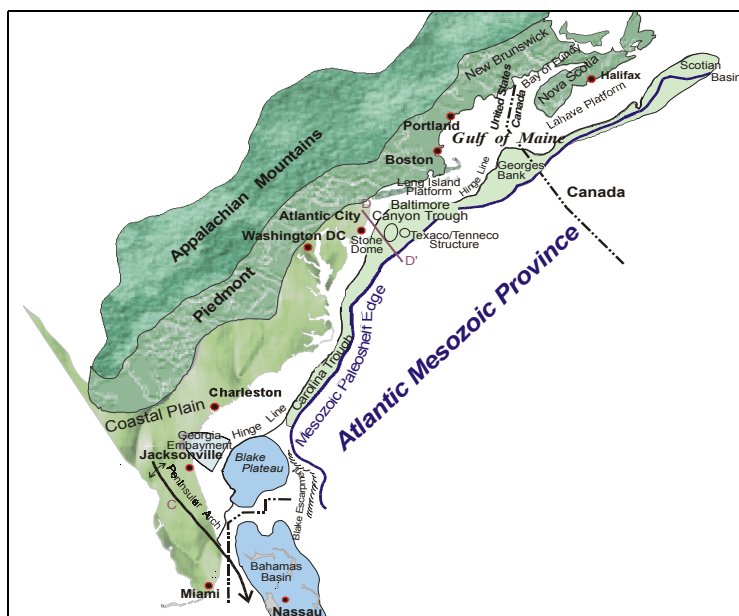 New Brunswick
Bay of Fundy
Nova Scotia
Halifax
Scotian
Basin
United States
Canada
Lahave Platform
Portland
Gulf of Maine
Boston
Hinge Line
Georges
Bank
Canada
Appalachian Mountains
Long Island
Platform
D
Baltimore
Canyon Trough
Atlantic City
Washington DC
Stone
Dome
Texaco/Tenneco
Structure
D'
Piedmont
Atlantic Mesozoic Province
Mesozoic Paleoshelf Edge
Carolina Trough
Charleston
Coastal Plain
Hinge Line
Georgia
Embayment
Jacksonville
Blake
Plateau
Peninsular Arch
C
Blake Escarpment
Bahamas
Basin
Miami
Nassau